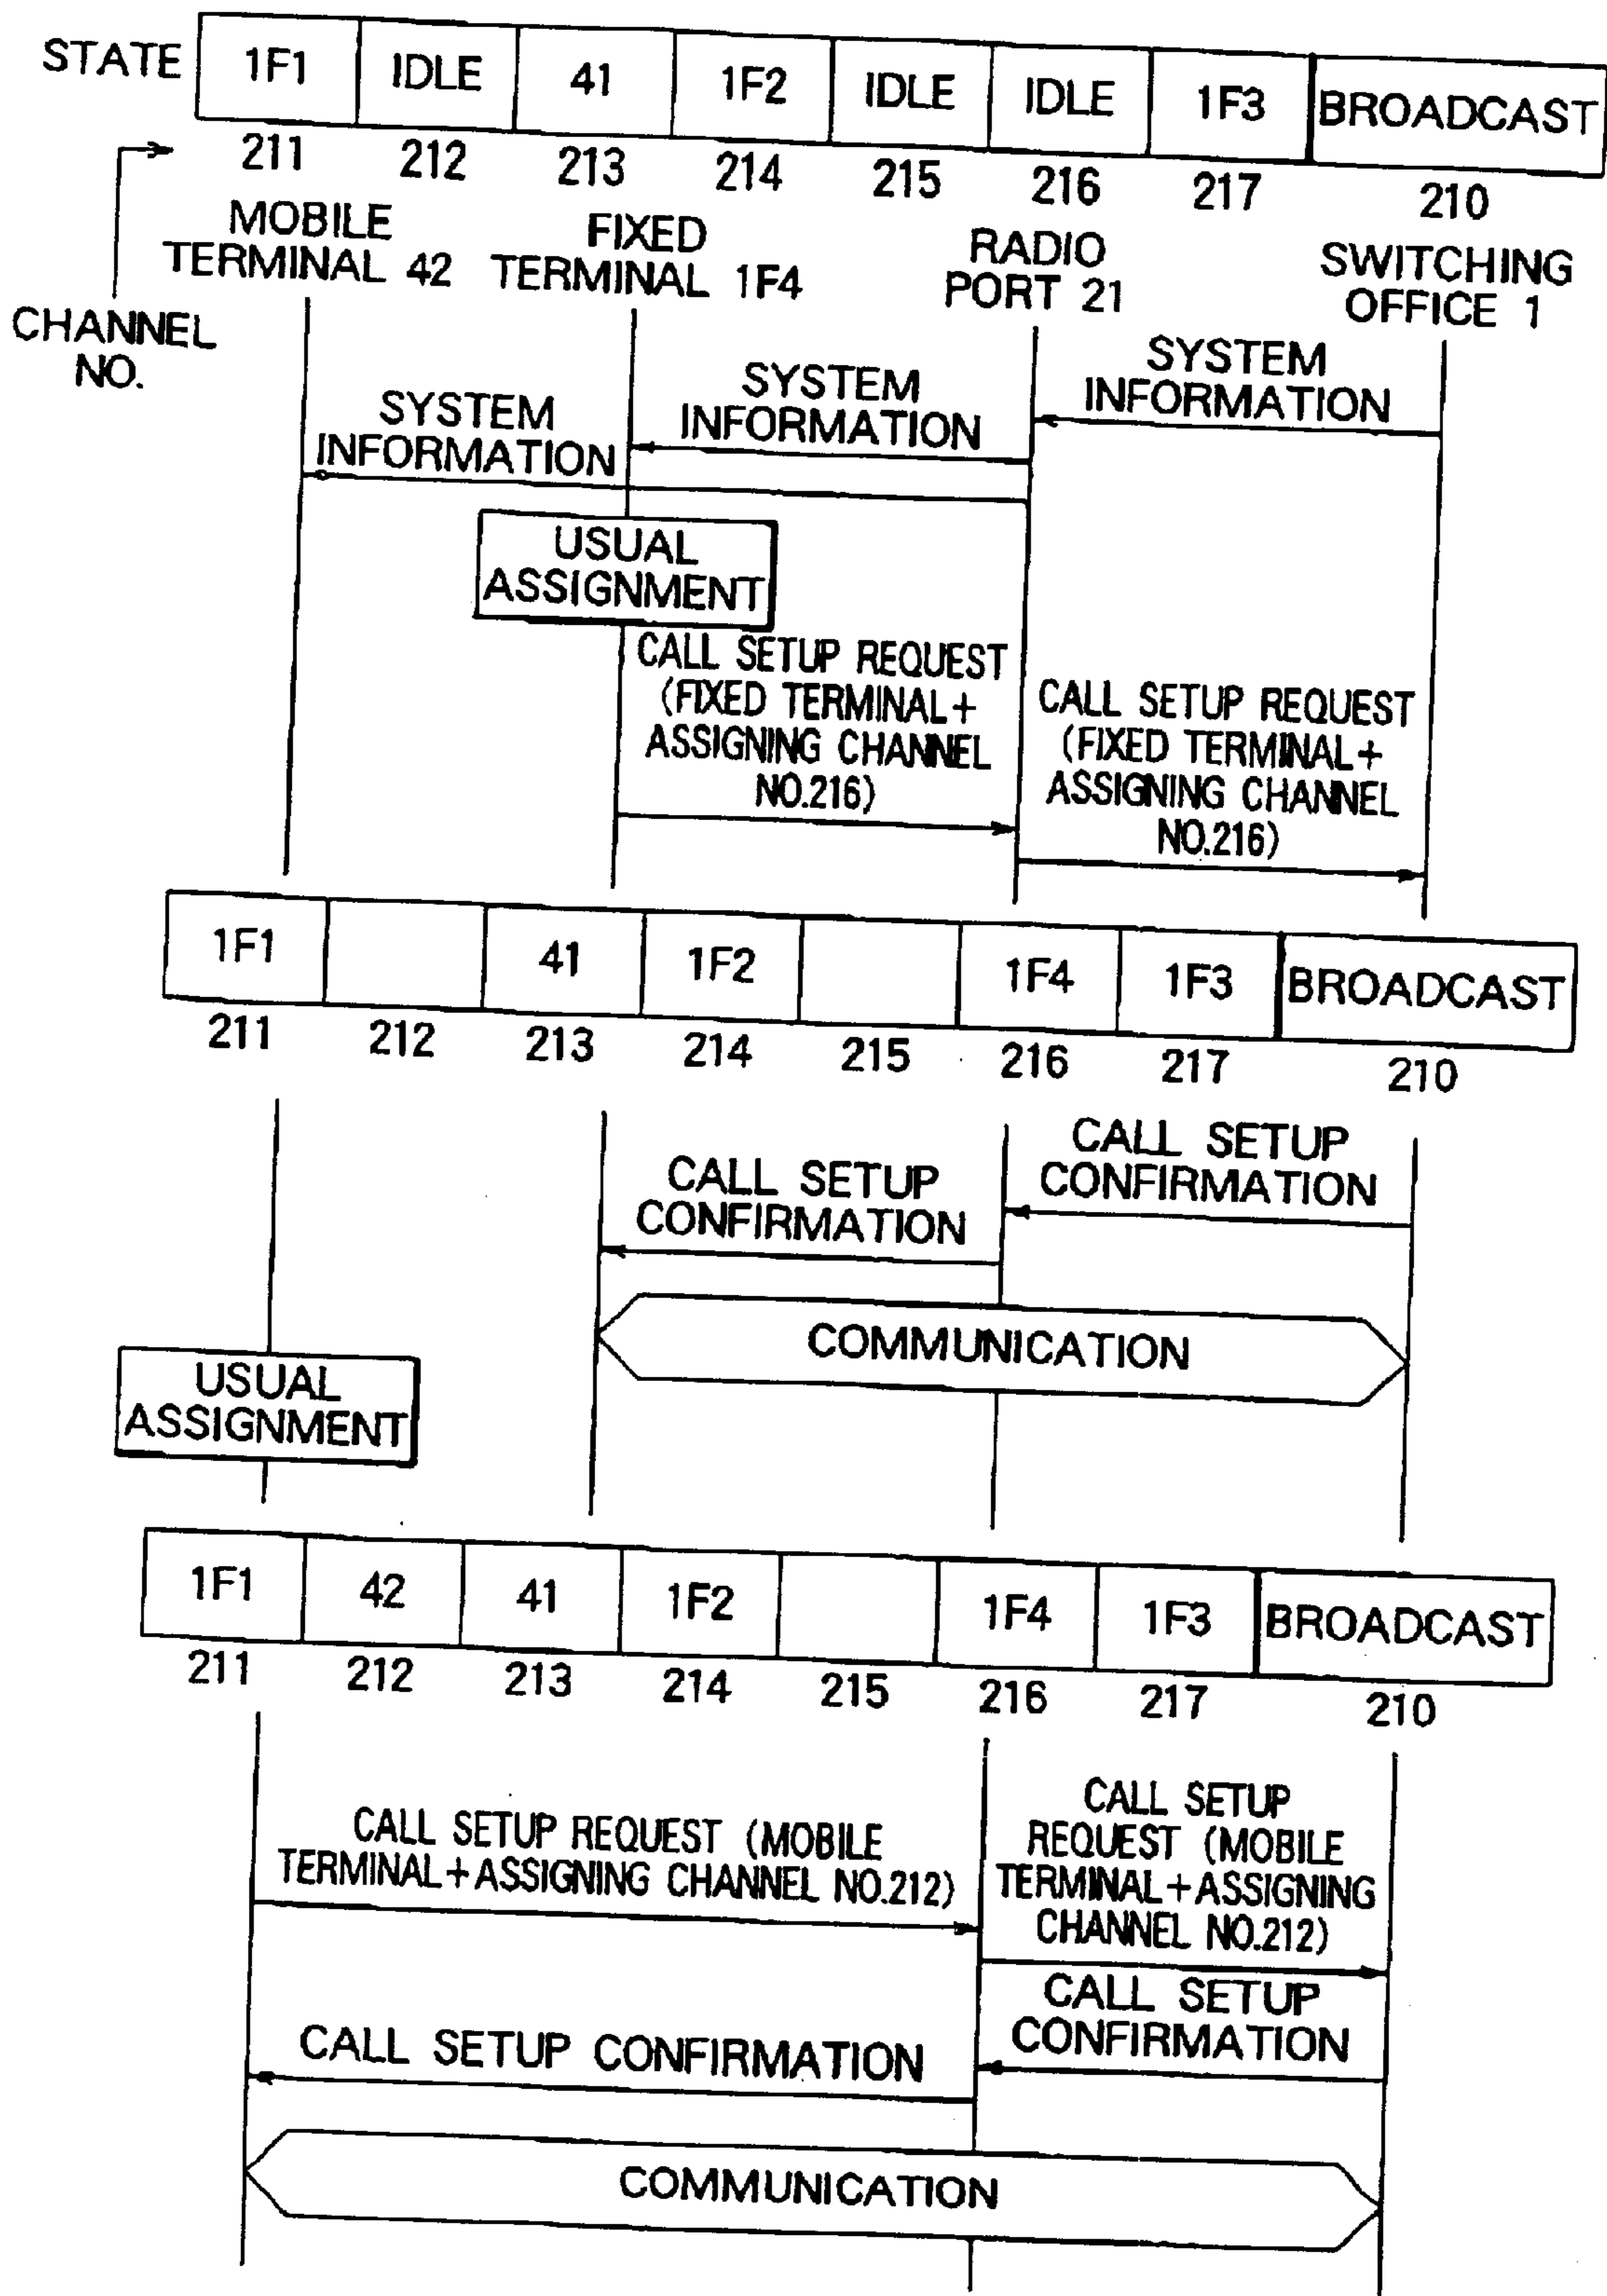 STATE 1F1 IDLE 41 1F2 IDLE IDLE 1F3 BROADCAST
211 212 213 214 215 216 217 210
CHANNEL
NO.
MOBILE
TERMINAL 42
FIXED
TERMINAL 1F4
RADIO
PORT 21
SWITCHING
OFFICE 1
SYSTEM
INFORMATION
SYSTEM
INFORMATION
SYSTEM
INFORMATION
USUAL
ASSIGNMENT
CALL SETUP REQUEST
(FIXED TERMINAL+
ASSIGNING CHANNEL
NO.216)
CALL SETUP REQUEST
(FIXED TERMINAL+
ASSIGNING CHANNEL
NO.216)
1F1 41 1F2 1F4 1F3 BROADCAST
211 212 213 214 215 216 217 210
CALL SETUP
CONFIRMATION
CALL SETUP
CONFIRMATION
COMMUNICATION
USUAL
ASSIGNMENT
1F1 42 41 1F2 1F4 1F3 BROADCAST
211 212 213 214 215 216 217 210
CALL SETUP REQUEST (MOBILE
TERMINAL+ASSIGNING CHANNEL NO.212)
CALL SETUP
REQUEST (MOBILE
TERMINAL+ASSIGNING
CHANNEL NO.212)
CALL SETUP
CONFIRMATION
CALL SETUP CONFIRMATION
COMMUNICATION